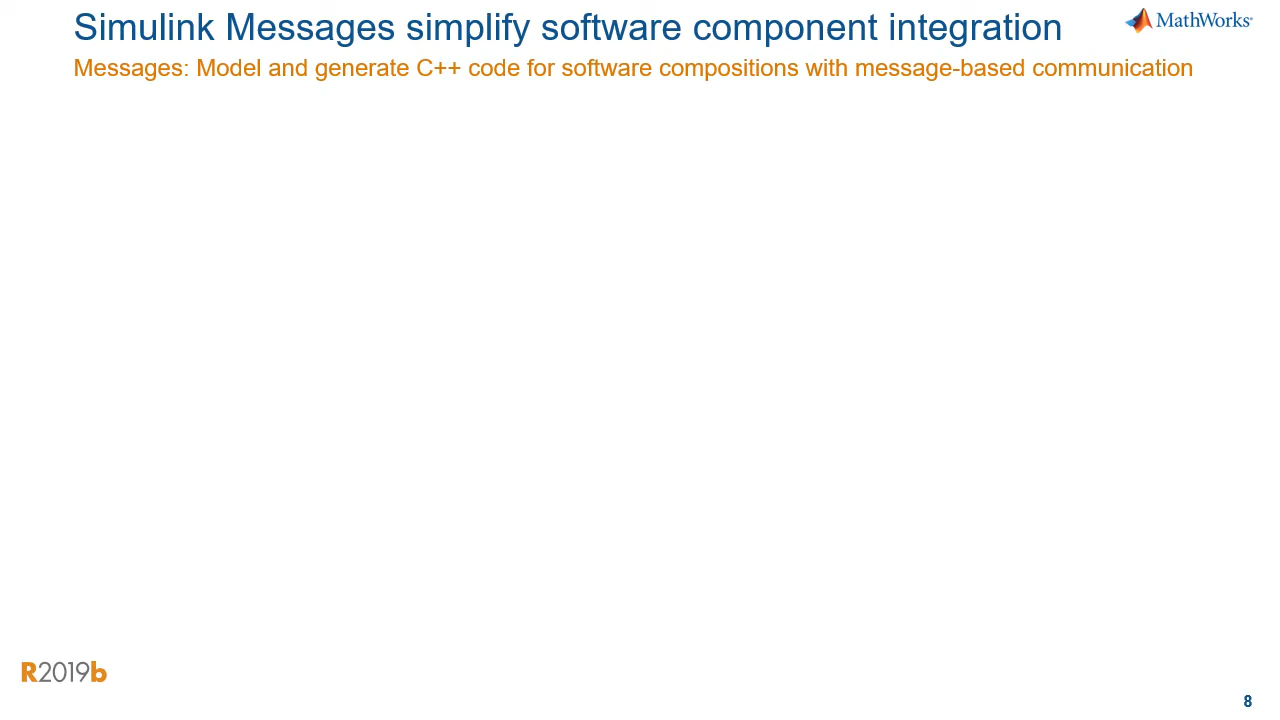 Simulink Messages simplify software component integration
MathWorks®
Messages: Model and generate C++ code for software compositions with message-based communication
R2019b
8